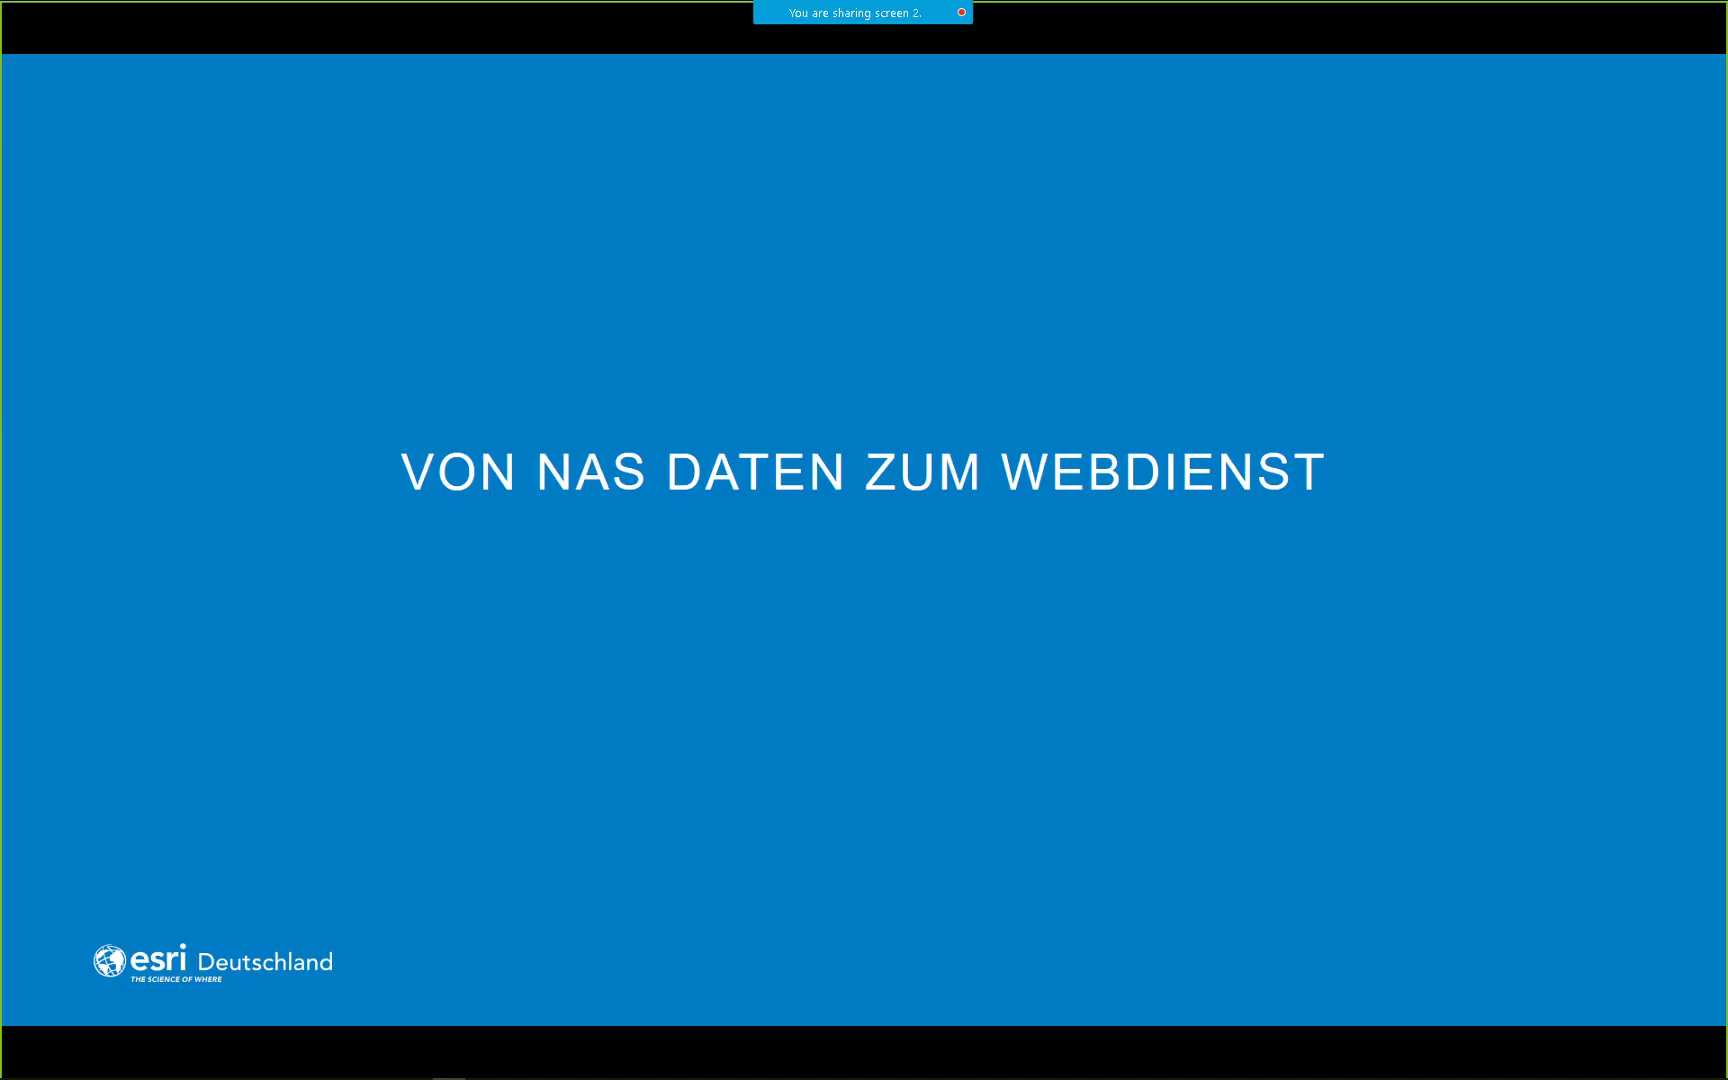 You are sharing screen 2.
VON NAS DATEN ZUM WEBDIENST
esri Deutschland
THE SCIENCE OF WHERE